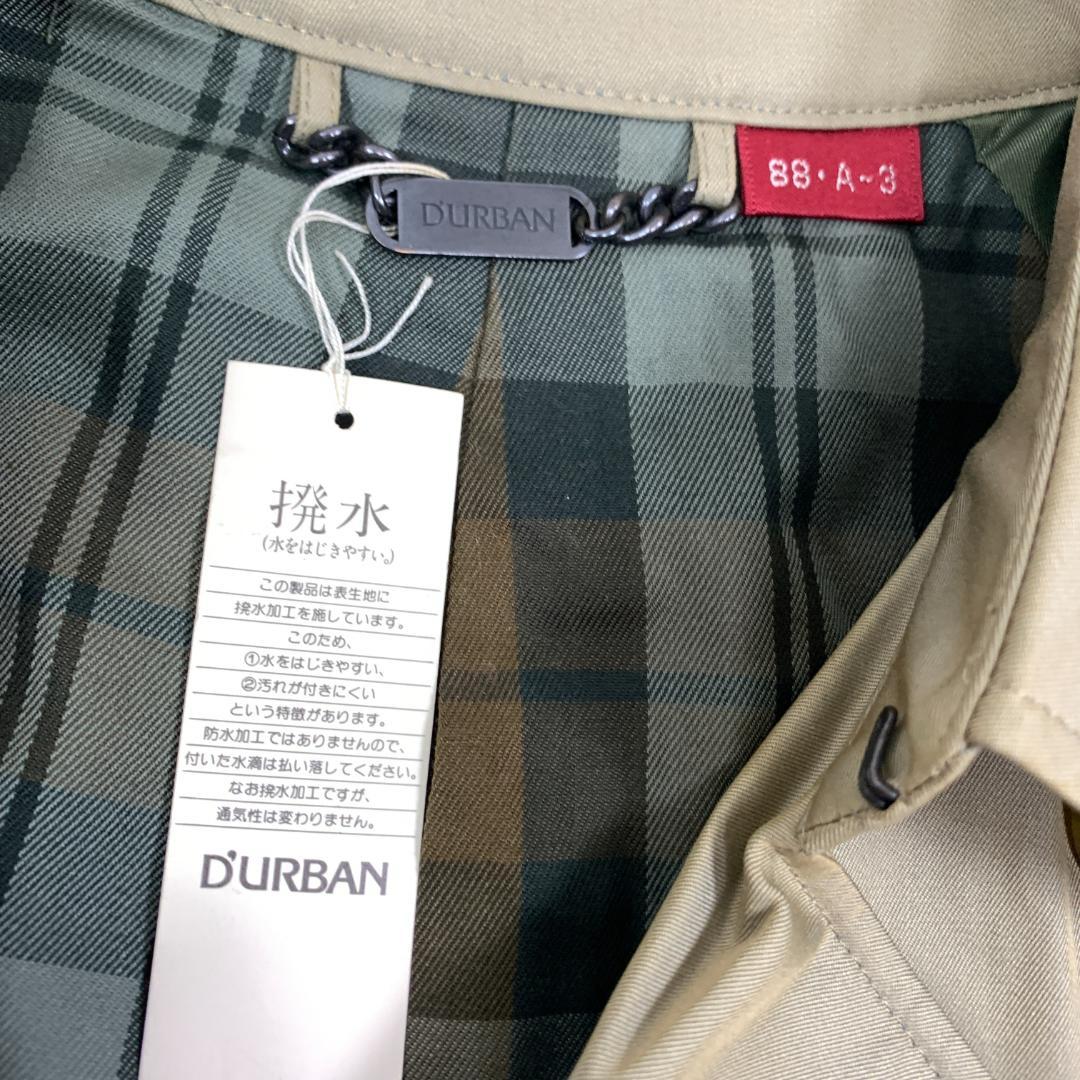 88・A~3
D'URBAN
撥水
(水をはじきやすい。)
この製品は表生地に
撥水加工を施しています。
このため、
①水をはじきやすい、
②汚れが付きにくい
という特徴があります。
防水加工ではありませんので、
付いた水滴は払い落してください。
なお撥水加工ですが、
通気性は変わりません。
D'URBAN